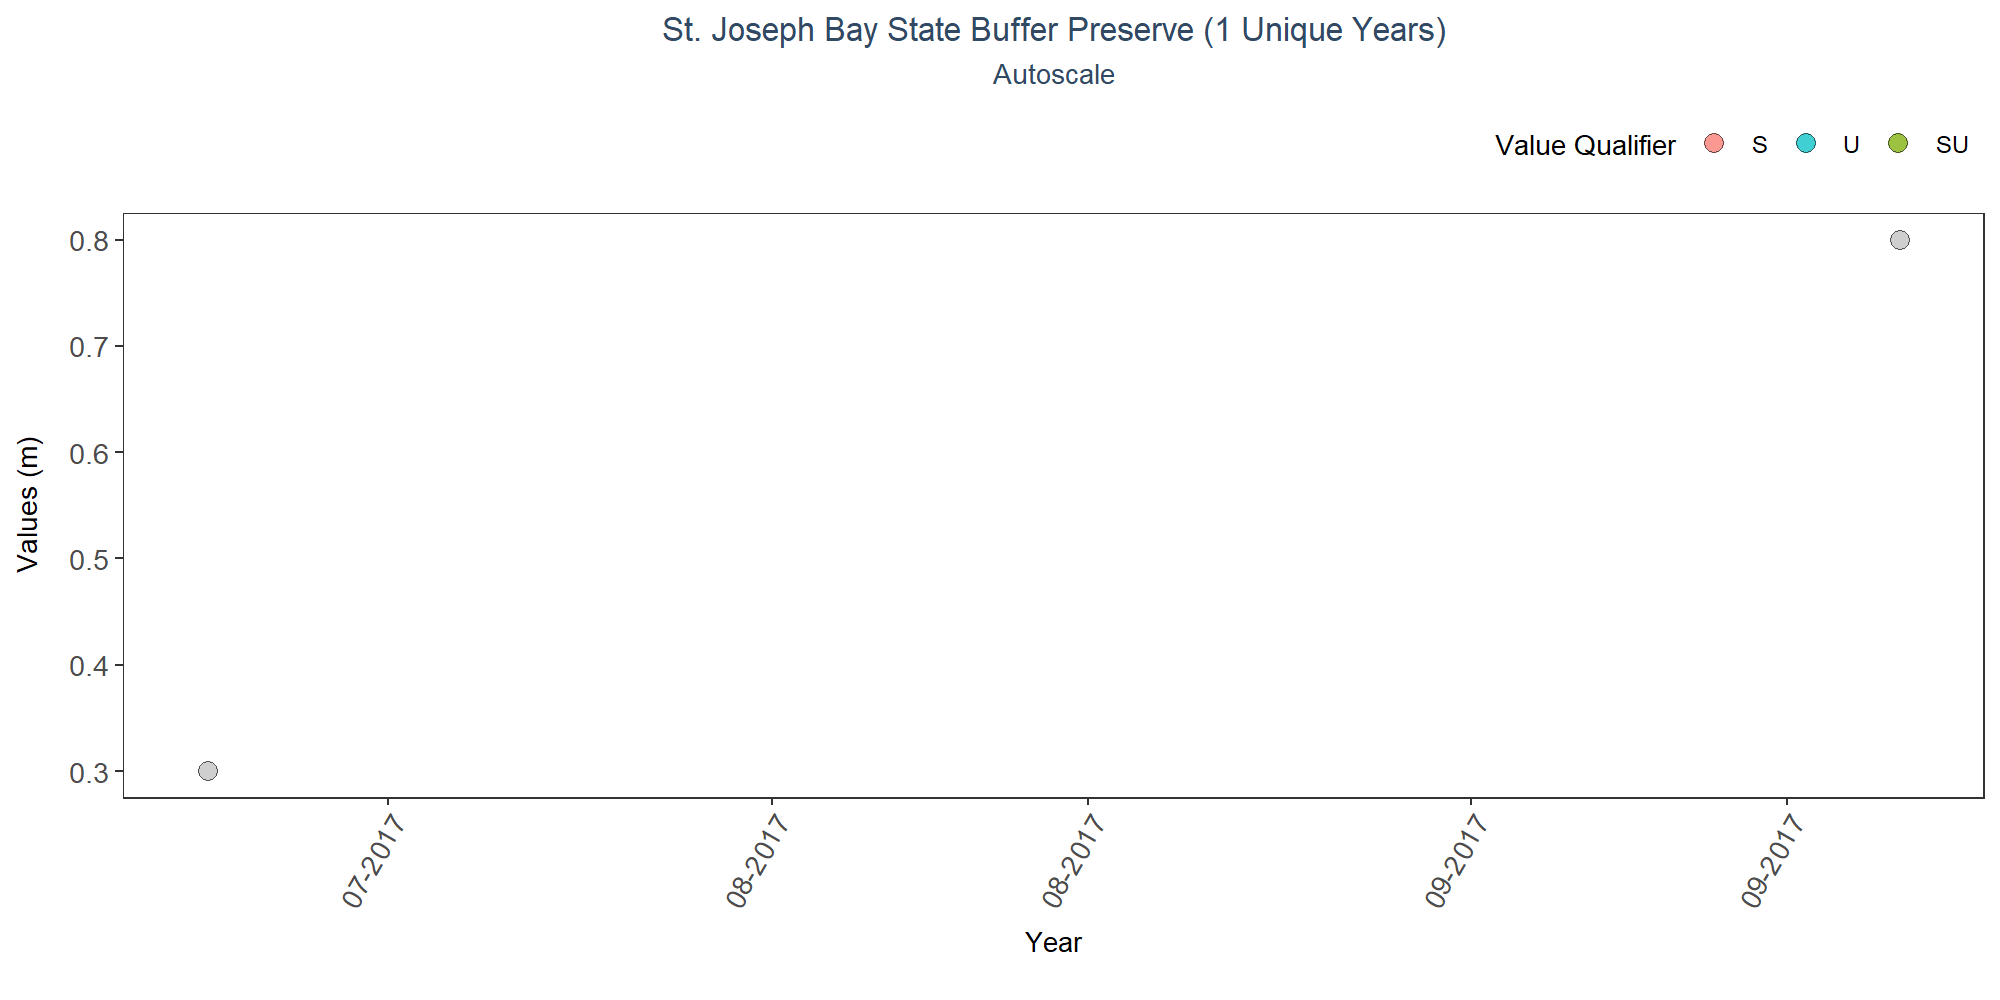 St. Joseph Bay State Buffer Preserve (1 Unique Years)
Autoscale
Value Qualifier S U SU
0.8
0.7
0.6
0.5
0.4
0.3
Values (m)
07-2017 08-2017 08-2017 09-2017 09-2017
Year